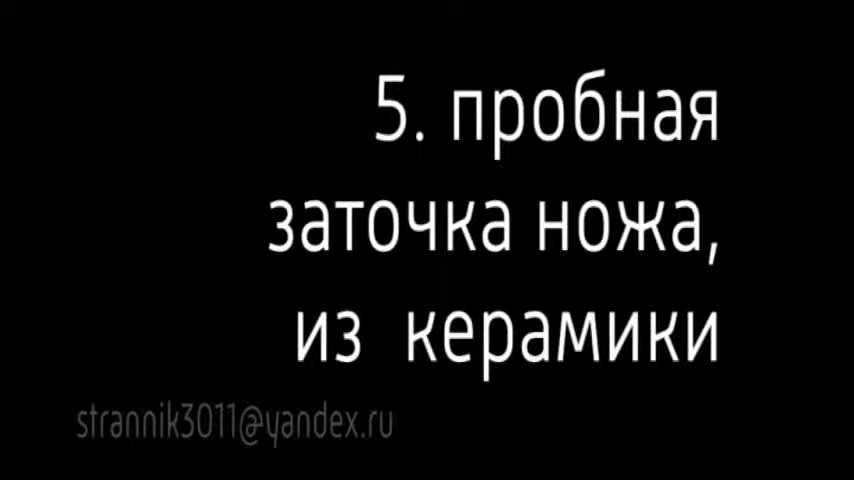 5. пробная
заточка ножа,
из керамики
strannik3011@yandex.ru